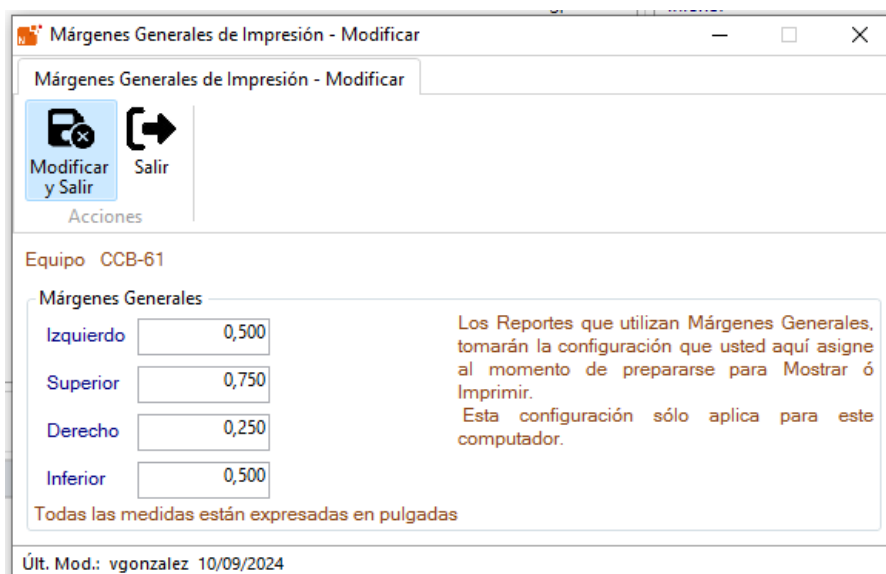 Márgenes Generales de Impresión - Modificar
Márgenes Generales de Impresión - Modificar
Modificar
y Salir
Salir
Acciones
Equipo CCB-61
Márgenes Generales
Izquierdo 0,500
Superior 0,750
Derecho 0,250
Inferior 0,500
Los Reportes que utilizan Márgenes Generales,
tomarán la configuración que usted aquí asigne
al momento de prepararse para Mostrar ó
Imprimir.
Esta configuración sólo aplica para este
computador.
Todas las medidas están expresadas en pulgadas
Últ. Mod.: vgonzalez 10/09/2024